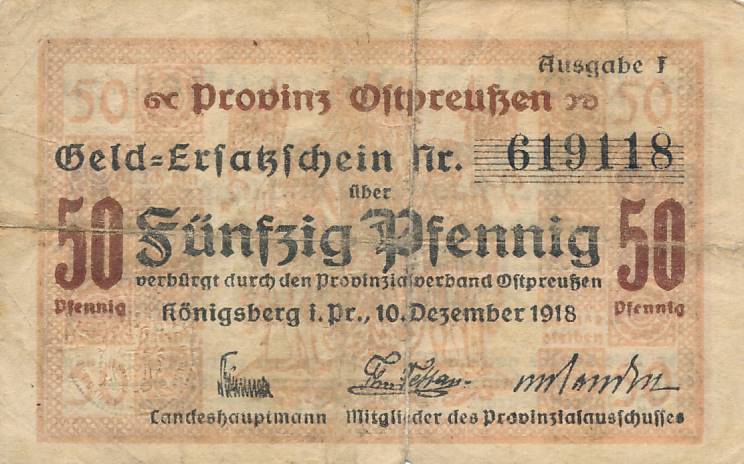 Ausgabe I
50 50
Provinz Ostpreußen
Geld=Ersatzschein Nr. 619118
über
50 Fünfzig Pfennig 50
verbürgt durch den Provinzialverband Ostpreußen
Pfennig Pfennig
Königsberg i. Pr., 10. Dezember 1918
50
Landeshauptmann Mitglieder des Provinzialausschusses